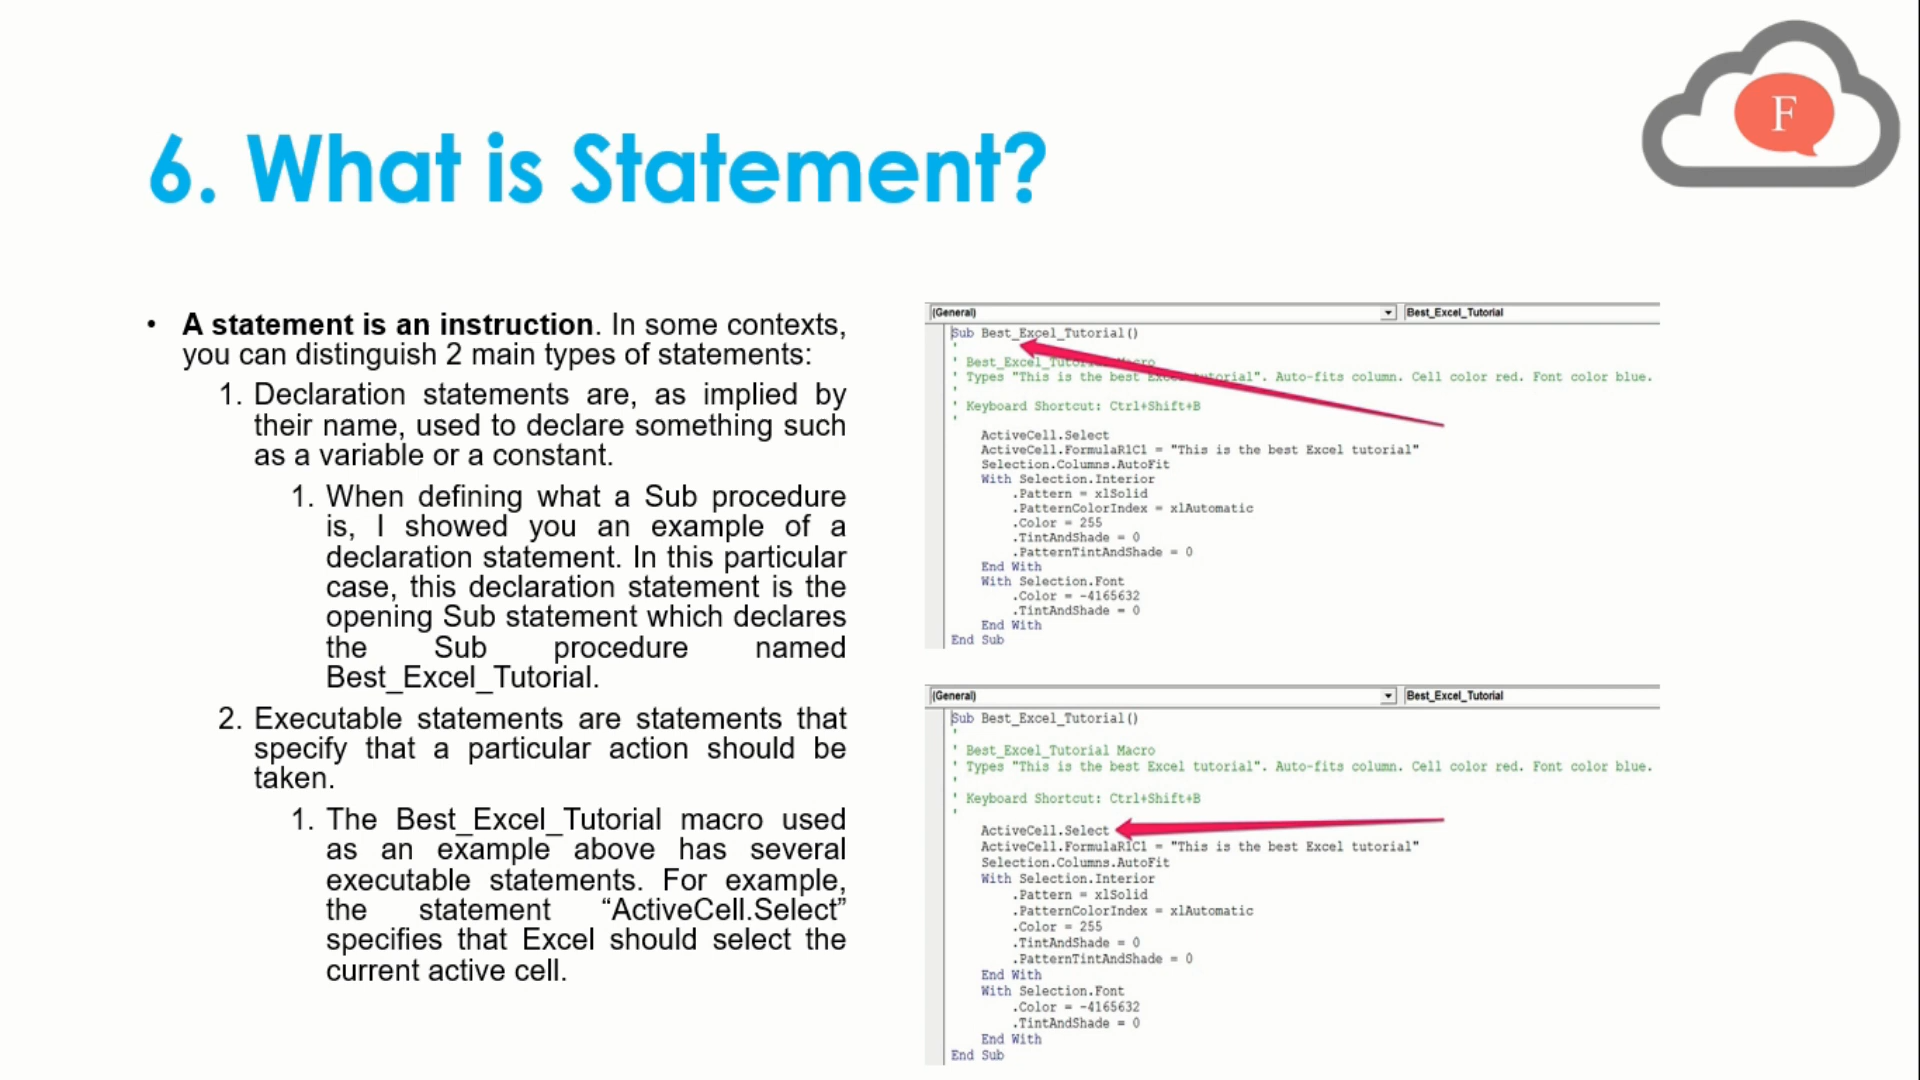 F
6. What is Statement?
• A statement is an instruction. In some contexts,
you can distinguish 2 main types of statements:
1. Declaration statements are, as implied by
their name, used to declare something such
as a variable or a constant.
1. When defining what a Sub procedure
is, I showed you an example of a
declaration statement. In this particular
case, this declaration statement is the
opening Sub statement which declares
the Sub procedure named
Best_Excel_Tutorial.
2. Executable statements are statements that
specify that a particular action should be
taken.
1. The Best_Excel_Tutorial macro used
as an example above has several
executable statements. For example,
the statement “ActiveCell.Select”
specifies that Excel should select the
current active cell.
(General) Best_Excel_Tutorial
Sub Best_Excel_Tutorial()
'
' Best_Excel_Tutorial Macro
' Types "This is the best Excel tutorial". Auto-fits column. Cell color red. Font color blue.
'
' Keyboard Shortcut: Ctrl+Shift+B
'
ActiveCell.Select
ActiveCell.FormulaR1C1 = "This is the best Excel tutorial"
Selection.Columns.AutoFit
With Selection.Interior
.Pattern = xlSolid
.PatternColorIndex = xlAutomatic
.Color = 255
.TintAndShade = 0
.PatternTintAndShade = 0
End With
With Selection.Font
.Color = -4165632
.TintAndShade = 0
End With
End Sub
(General) Best_Excel_Tutorial
Sub Best_Excel_Tutorial()
'
' Best_Excel_Tutorial Macro
' Types "This is the best Excel tutorial". Auto-fits column. Cell color red. Font color blue.
'
' Keyboard Shortcut: Ctrl+Shift+B
'
ActiveCell.Select
ActiveCell.FormulaR1C1 = "This is the best Excel tutorial"
Selection.Columns.AutoFit
With Selection.Interior
.Pattern = xlSolid
.PatternColorIndex = xlAutomatic
.Color = 255
.TintAndShade = 0
.PatternTintAndShade = 0
End With
With Selection.Font
.Color = -4165632
.TintAndShade = 0
End With
End Sub